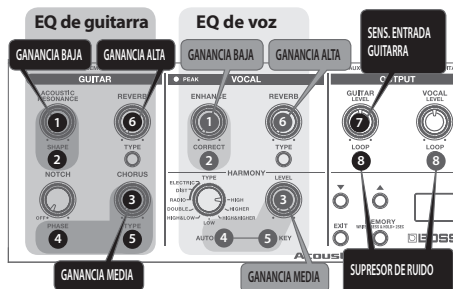 EQ de guitarra
EQ de voz
SENS. ENTRADA
GUITARRA
GANANCIA BAJA
GANANCIA ALTA
GANANCIA BAJA
GANANCIA ALTA
GUITAR
PEAK
VOCAL
OUTPUT
ACOUSTIC
RESONANCE
REVERB
ENHANCE
REVERB
GUITAR
LEVEL
VOCAL
LEVEL
1
6
1
6
7
SHAPE
2
TYPE
CORRECT
2
TYPE
LOOP
8
LOOP
8
NOTCH
CHORUS
HARMONY
TYPE
LEVEL
ELECTRIC
DIST
RADIO
DOUBLE
HIGH&LOW
LOW
HIGH
HIGHER
HIGH&HIGHER
OFF
3
3
PHASE
4
TYPE
5
AUTO
4
5
KEY
EXIT
MEMORY
BOSS
Acoust
GANANCIA MEDIA
GANANCIA MEDIA
SUPRESOR DE RUIDO